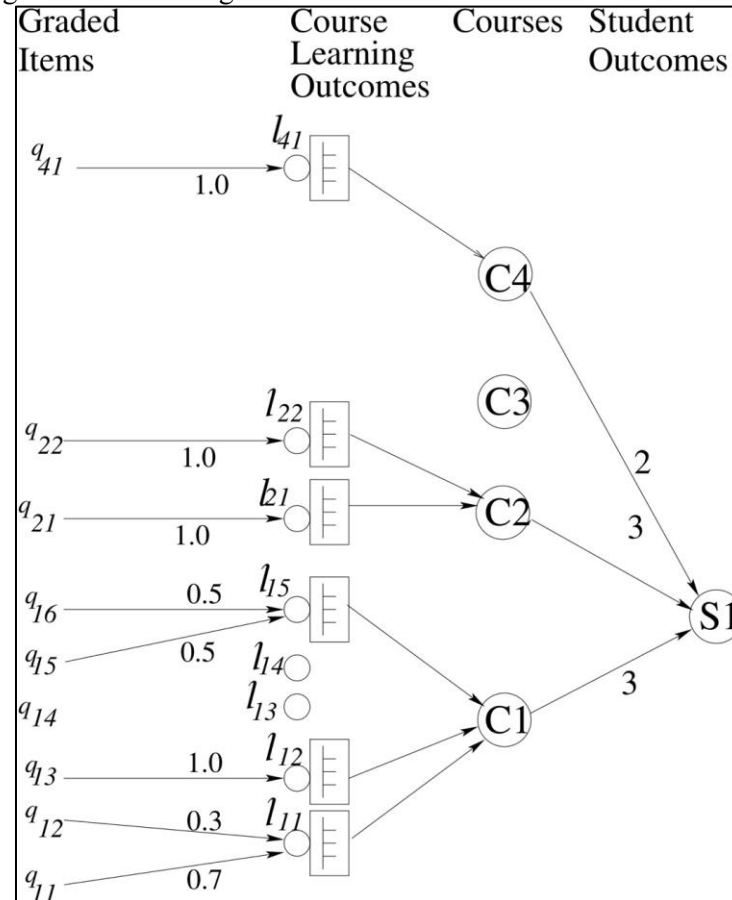 Graded Items
Course Learning Outcomes
Courses
Student Outcomes
q41
1.0
l41
C4
C3
2
q22
1.0
l22
q21
1.0
l21
C2
3
q16
0.5
l15
q15
0.5
l14
S1
q14
l13
C1
3
q13
1.0
l12
q12
0.3
l11
q11
0.7